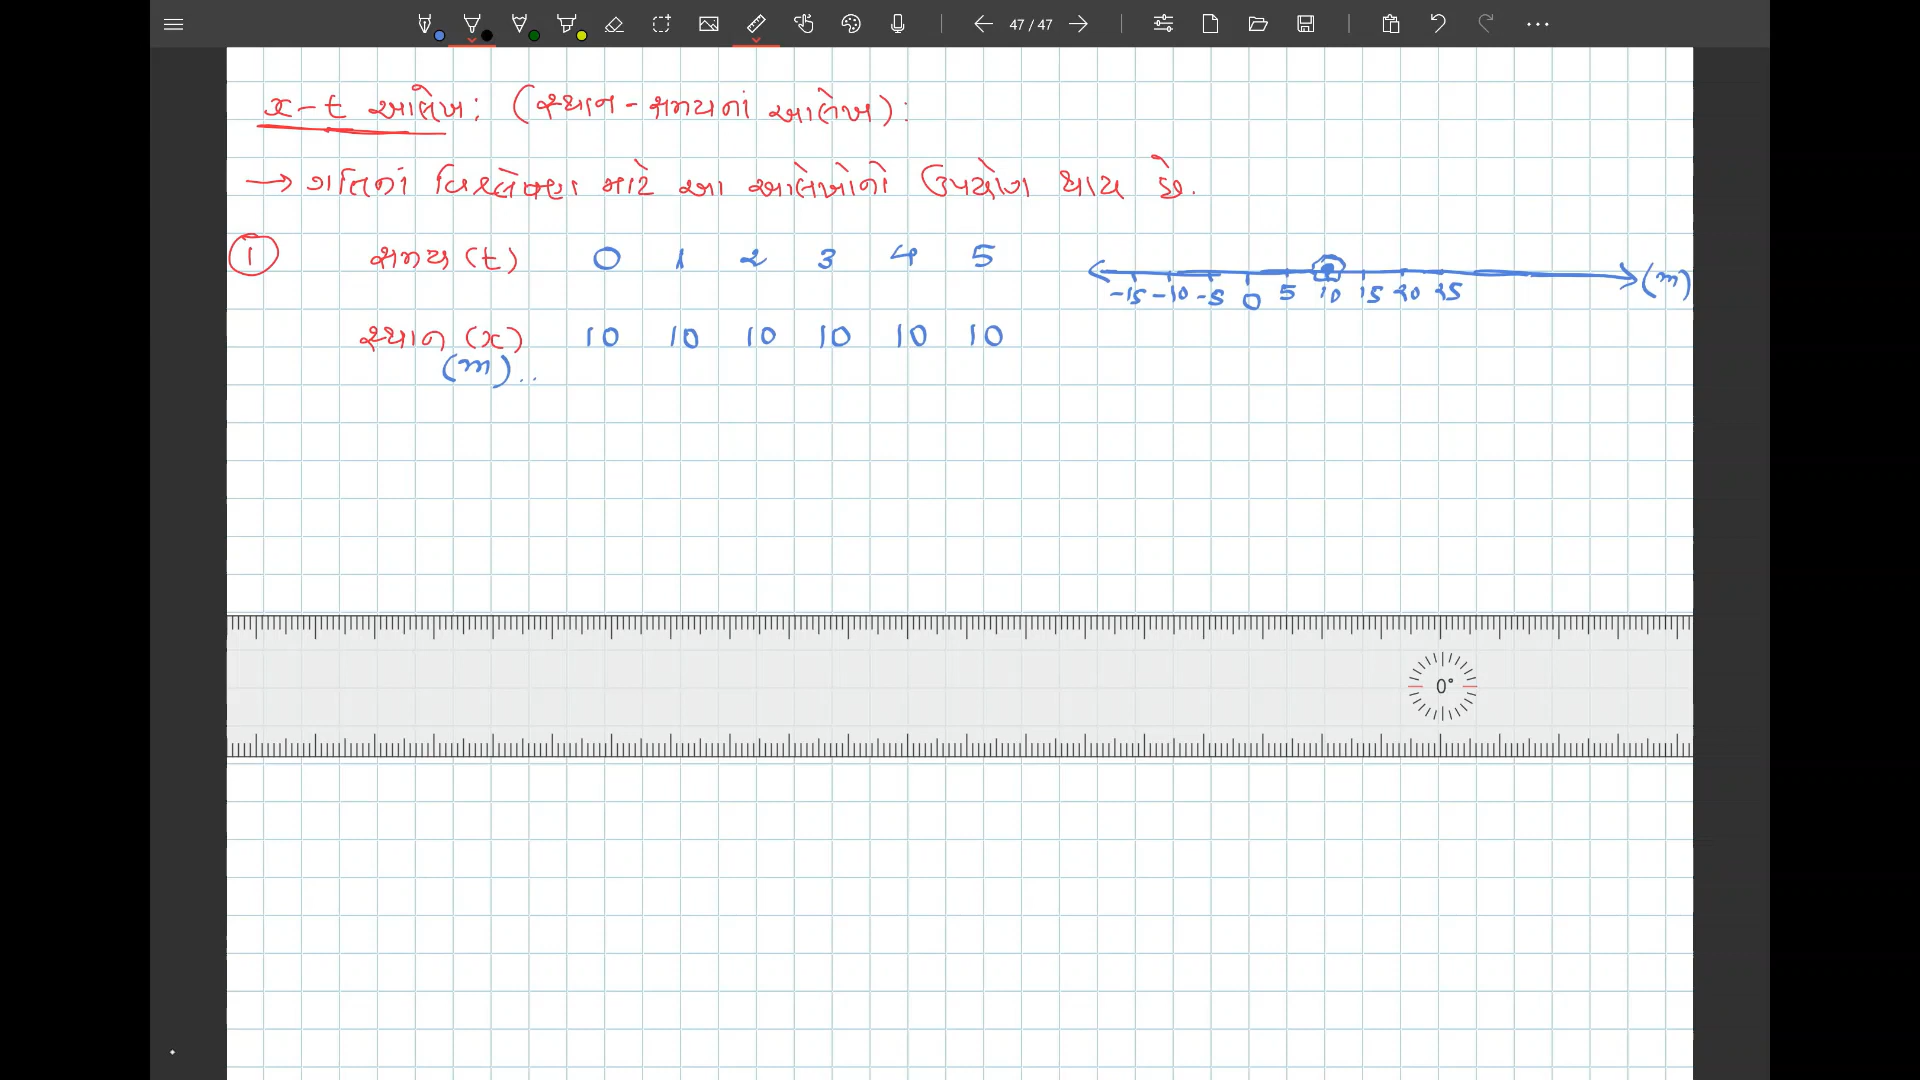 47 / 47
x-t આલેખ: (સ્થાન-સમયનાં આલેખ):
→ ગતિનાં વિશ્લેષણ માટે આ આલેખોનો ઉપયોગ થાય છે.
1 સમય (t) 0 1 2 3 4 5
-15 -10 -5 0 5 10 15 20 25 (m)
સ્થાન (x) 10 10 10 10 10 10
(m)..
0°